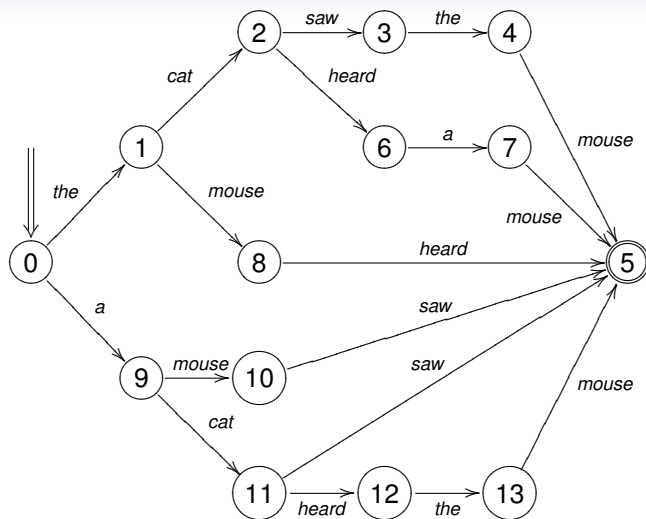 2 saw 3 the 4
cat heard
1 6 a 7 mouse
the mouse mouse
0 8 heard 5
a saw
9 mouse 10 saw
cat mouse
11 heard 12 the 13